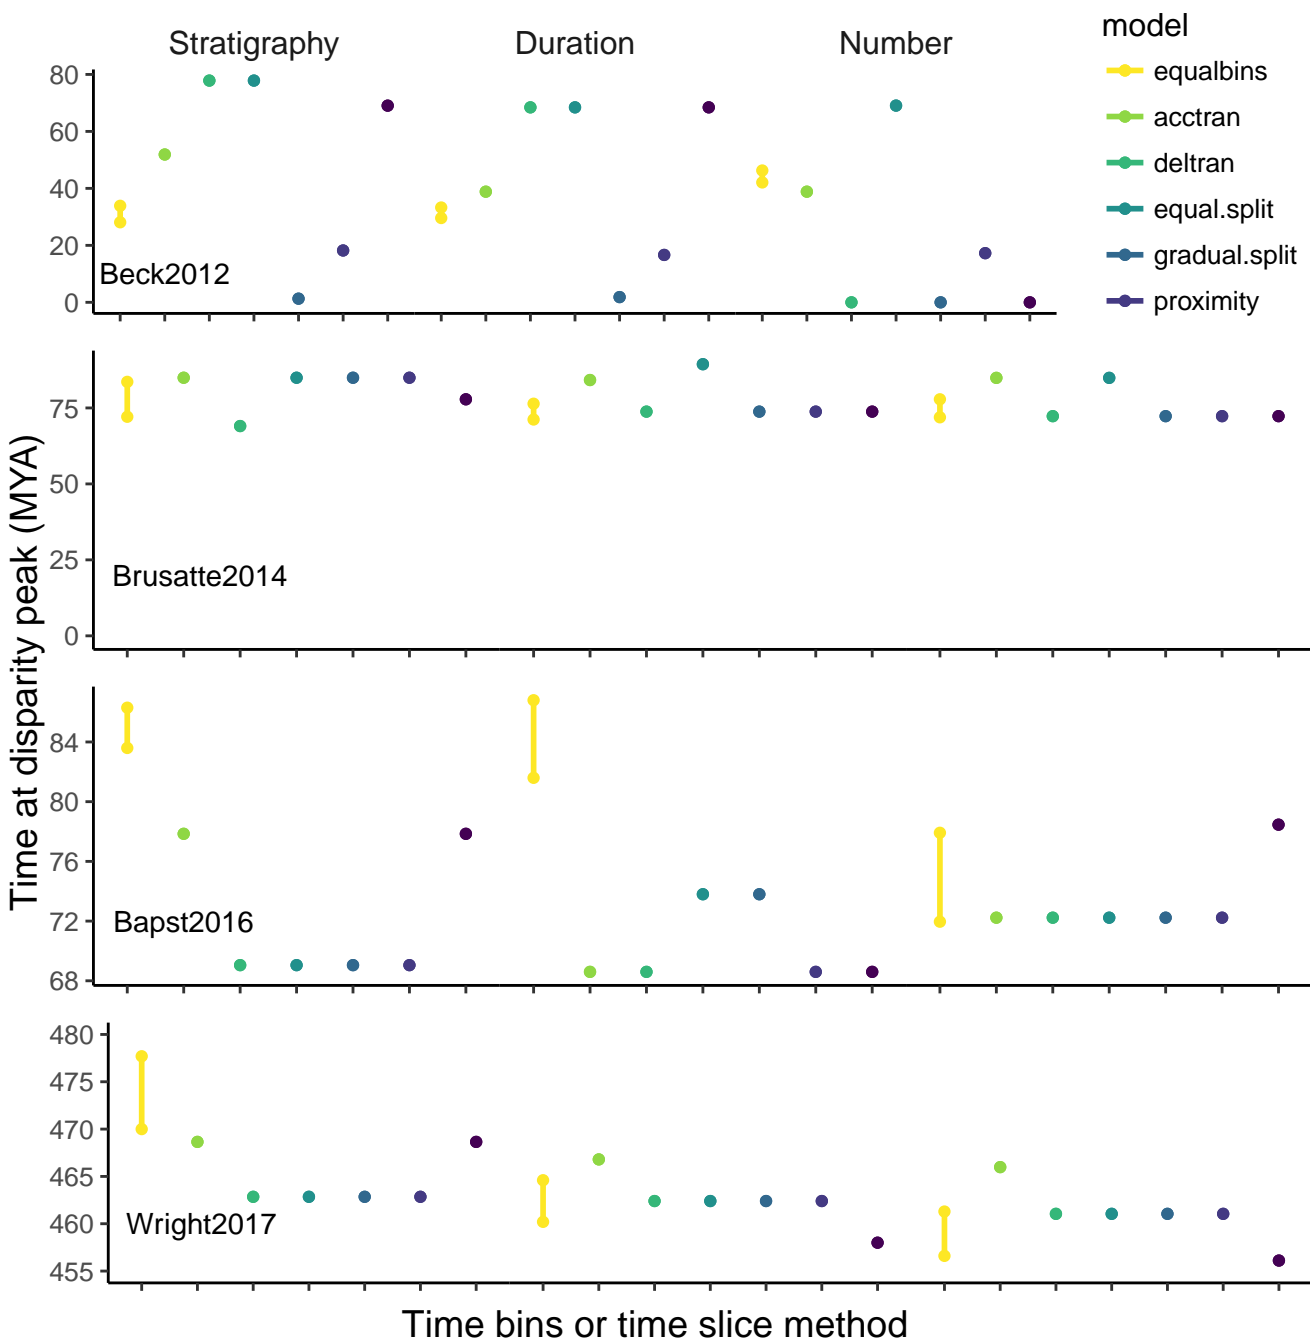 Stratigraphy Duration Number
model
equalbins
acctran
deltran
equal.split
gradual.split
proximity
80
60
40
20
0
Beck2012
75
50
25
0
Brusatte2014
84
80
76
72
68
Bapst2016
480
475
470
465
460
455
Wright2017
Time at disparity peak (MYA)
Time bins or time slice method